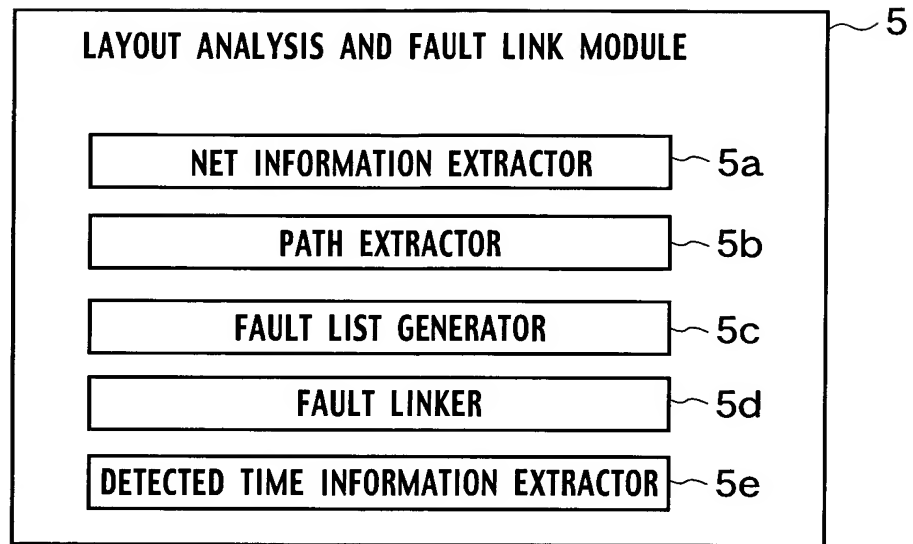 5
LAYOUT ANALYSIS AND FAULT LINK MODULE
NET INFORMATION EXTRACTOR 5a
PATH EXTRACTOR 5b
FAULT LIST GENERATOR 5c
FAULT LINKER 5d
DETECTED TIME INFORMATION EXTRACTOR 5e